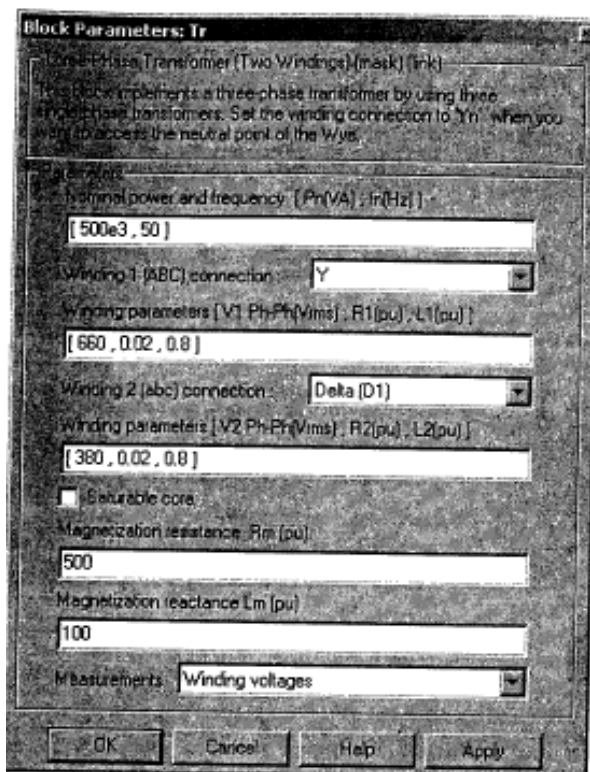 Block Parameters: Tr
Three-Phase Transformer (Two Windings) (mask) (link)
This block implements a three-phase transformer by using three
single-phase transformers. Set the winding connection to 'Yn' when you
want to access the neutral point of the Wye.
Parameters
Nominal power and frequency [ Pn(VA) , fn(Hz) ]
[ 500e3 , 50 ]
Winding 1 (ABC) connection :
Y
Winding parameters [ V1 Ph-Ph(Vrms) , R1(pu) , L1(pu) ]
[ 660 , 0.02 , 0.8 ]
Winding 2 (abc) connection :
Delta (D1)
Winding parameters [ V2 Ph-Ph(Vrms) , R2(pu) , L2(pu) ]
[ 380 , 0.02 , 0.8 ]
Saturable core
Magnetization resistance Rm (pu)
500
Magnetization reactance Lm (pu)
100
Measurements
Winding voltages
OK
Cancel
Help
Apply